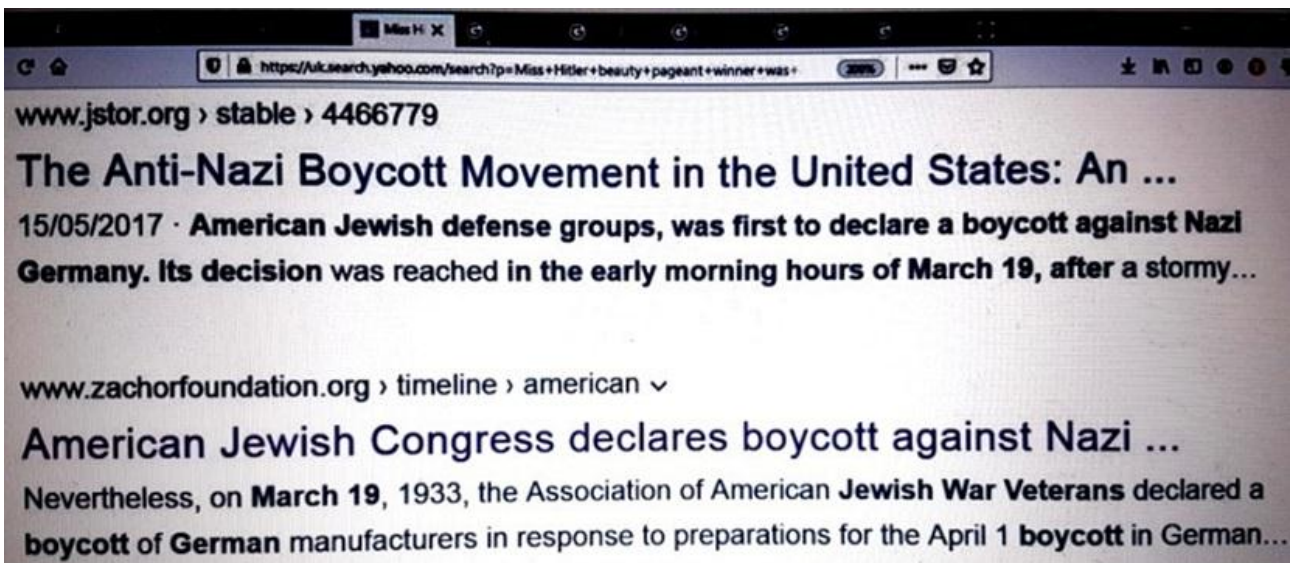 Miss Hi
https://uk.search.yahoo.com/search?p=Miss+Hitler+beauty+pageant+winner+was+
200%
www.jstor.org › stable › 4466779
The Anti-Nazi Boycott Movement in the United States: An ...
15/05/2017 · American Jewish defense groups, was first to declare a boycott against Nazi
Germany. Its decision was reached in the early morning hours of March 19, after a stormy...
www.zachorfoundation.org › timeline › american
American Jewish Congress declares boycott against Nazi ...
Nevertheless, on March 19, 1933, the Association of American Jewish War Veterans declared a
boycott of German manufacturers in response to preparations for the April 1 boycott in German...